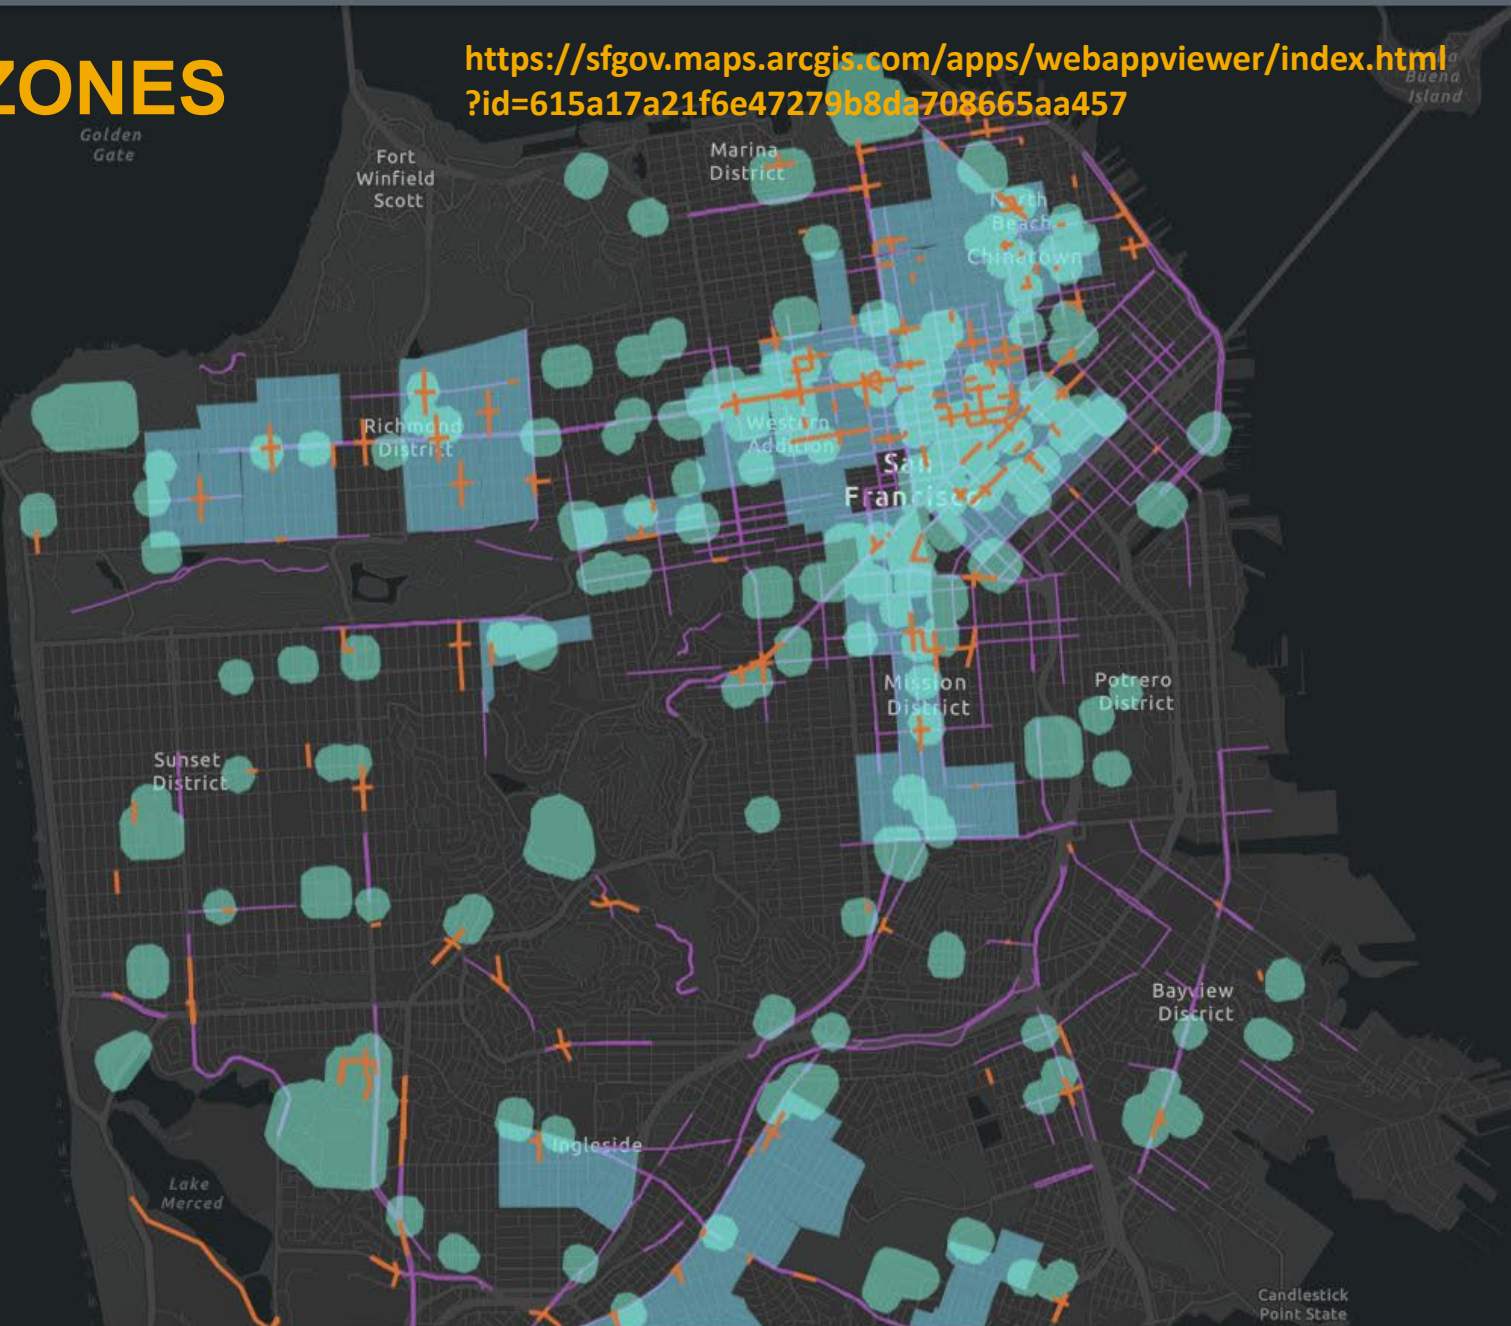 ZONES
https://sfgov.maps.arcgis.com/apps/webappviewer/index.html
?id=615a17a21f6e47279b8da708665aa457
Buena
Island
Golden
Gate
Fort
Winfield
Scott
Marina
District
North
Beach
Chinatown
Richmond
District
Western
Addition
San
Francisco
Mission
District
Potrero
District
Sunset
District
Bayview
District
Ingleside
Lake
Merced
Candlestick
Point State